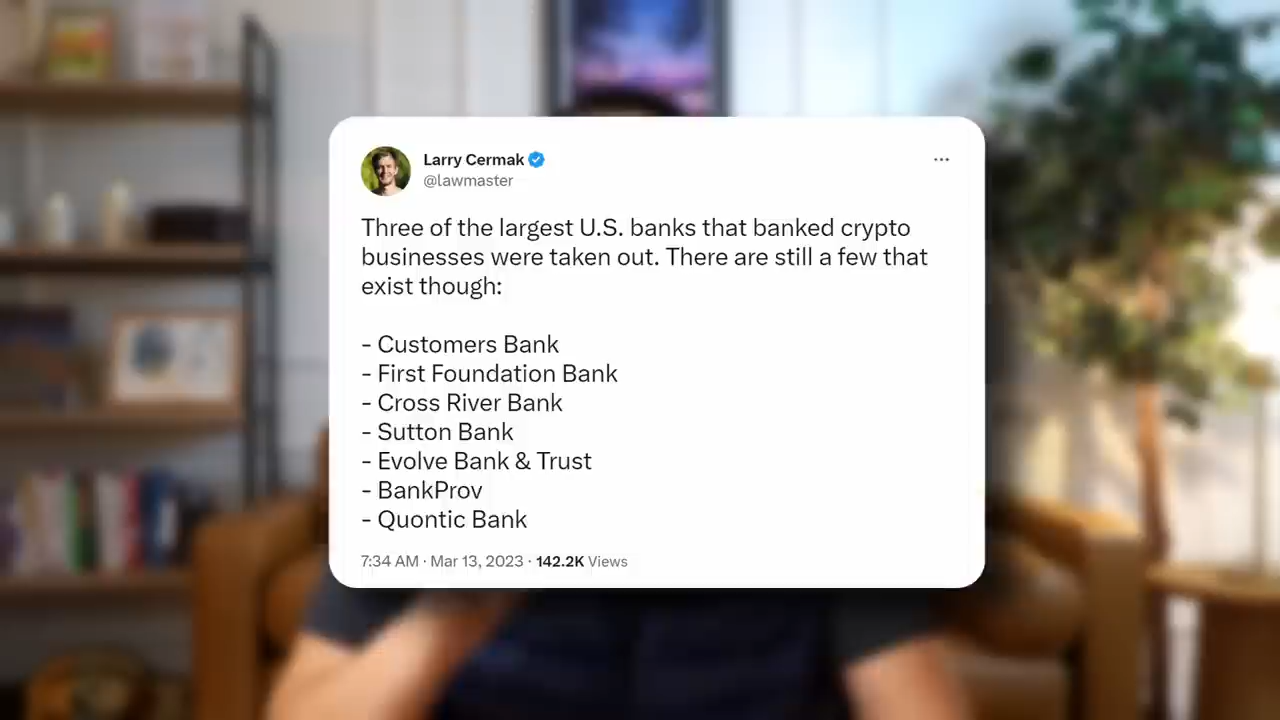 Larry Cermak
@lawmaster
Three of the largest U.S. banks that banked crypto
businesses were taken out. There are still a few that
exist though:
- Customers Bank
- First Foundation Bank
- Cross River Bank
- Sutton Bank
- Evolve Bank & Trust
- BankProv
- Quontic Bank
7:34 AM · Mar 13, 2023 · 142.2K Views